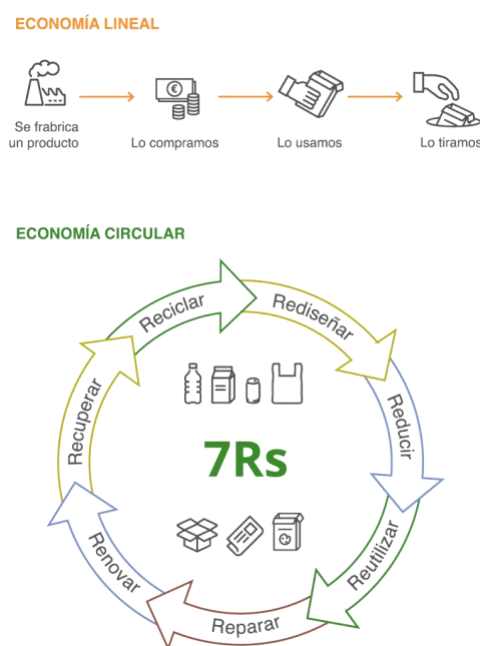 ECONOMÍA LINEAL
Se frabrica
un producto
Lo compramos
Lo usamos
Lo tiramos
ECONOMÍA CIRCULAR
Rediseñar
Reducir
Reutilizar
Reparar
Renovar
Recuperar
Reciclar
7Rs